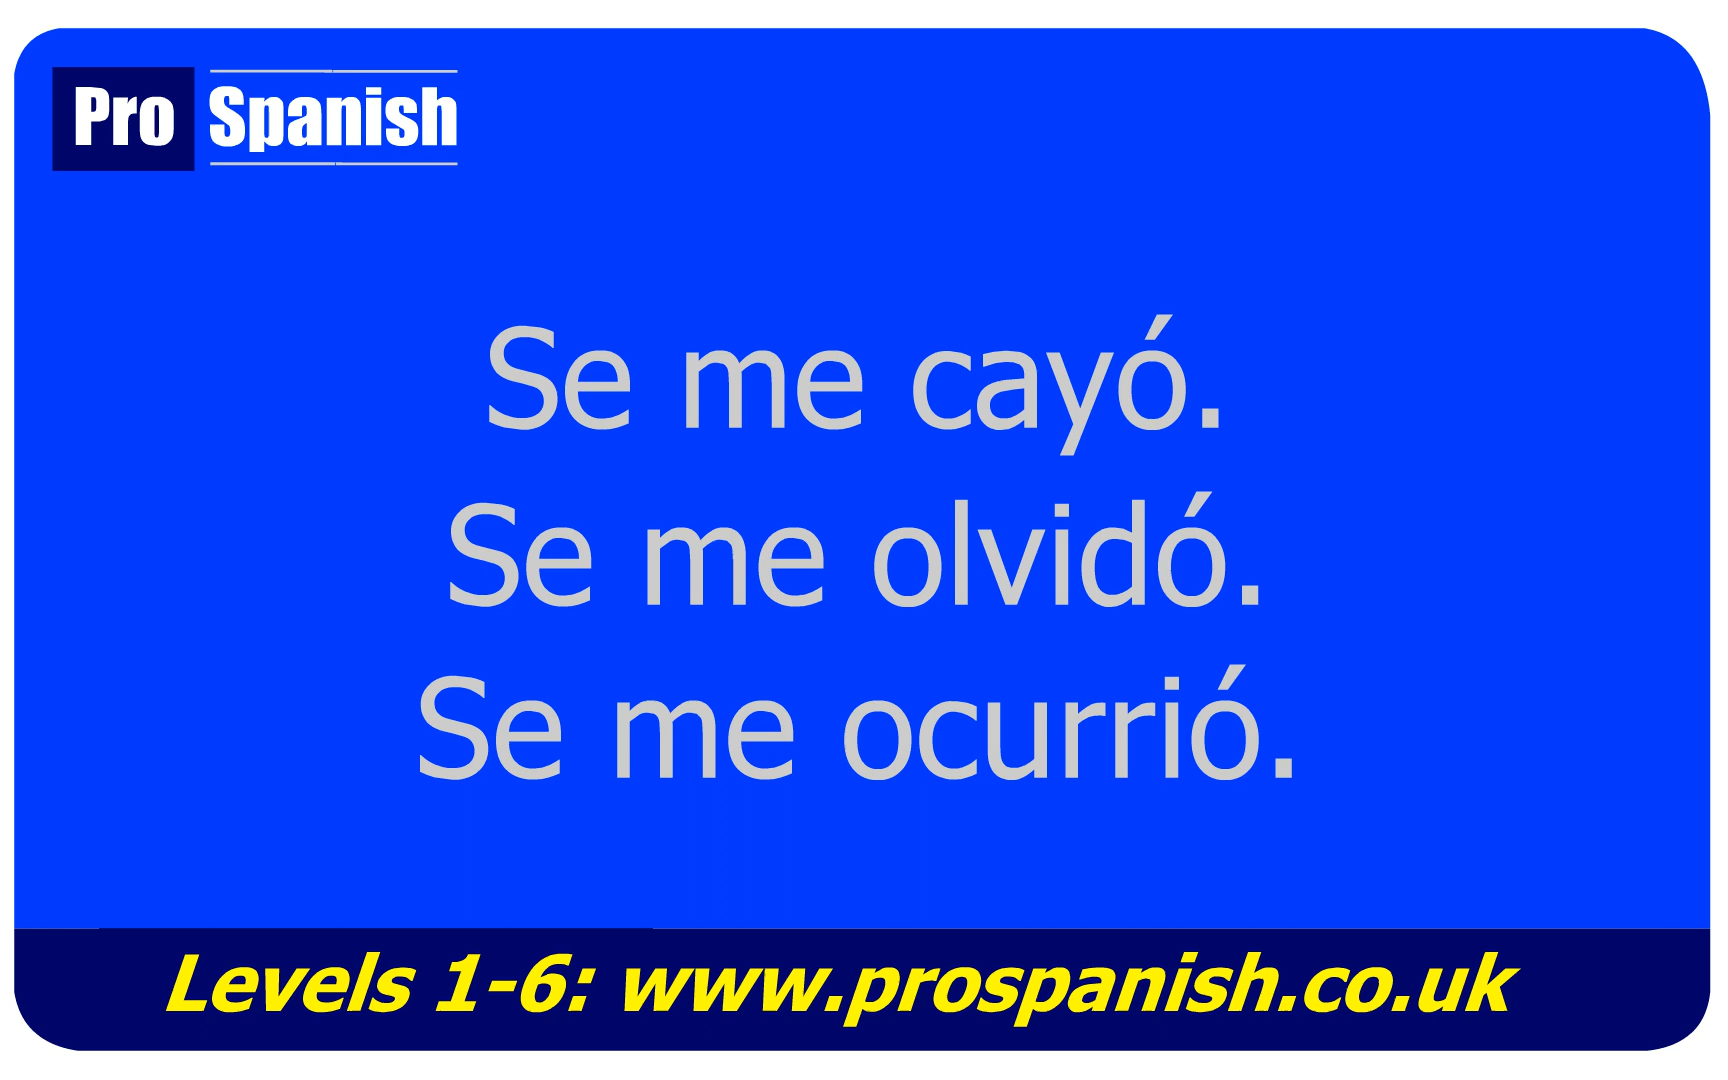 Pro Spanish
Se me cayó.
Se me olvidó.
Se me ocurrió.
Levels 1-6: www.prospanish.co.uk